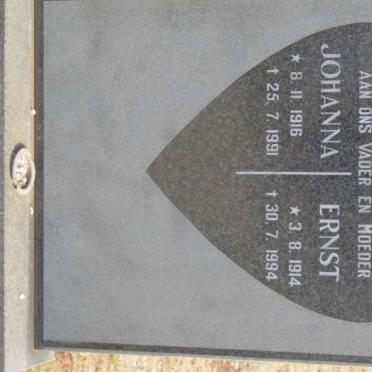 AAN ONS VADER EN MOEDER
JOHANNA ERNST
★ 8. 11. 1916 ★ 3. 8. 1914
† 25. 7. 1991 † 30. 7. 1994